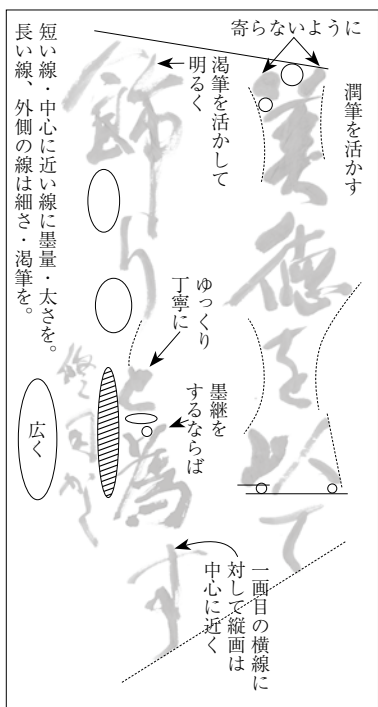 寄らないように
潤筆を活かす
美徳を以て
渇筆を活かして
明るく
飾りと為す
ゆっくり
丁寧に
墨継を
するならば
一画目の横線に
対して縦画は
中心に近く
広く
短い線・中心に近い線に墨量・太さを。
長い線、外側の線は細さ・渇筆を。